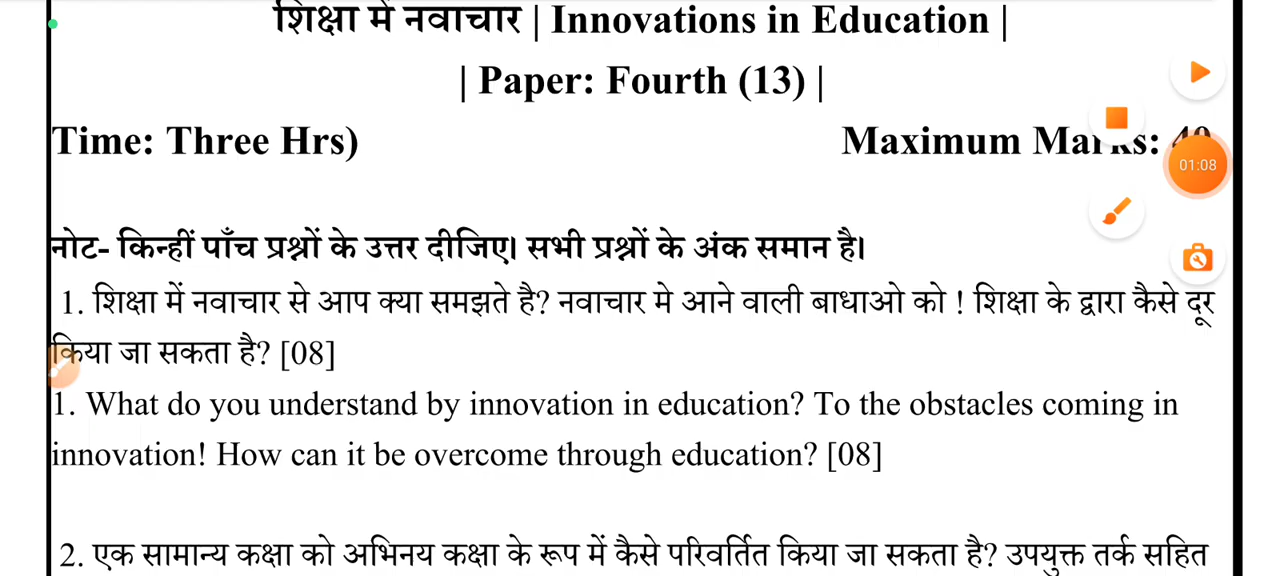 शिक्षा में नवाचार | Innovations in Education |
| Paper: Fourth (13) |
Time: Three Hrs) Maximum Marks: 40
01:08
नोट- किन्हीं पाँच प्रश्नों के उत्तर दीजिए। सभी प्रश्नों के अंक समान है।
1. शिक्षा में नवाचार से आप क्या समझते है? नवाचार मे आने वाली बाधाओ को ! शिक्षा के द्वारा कैसे दूर
किया जा सकता है? [08]
1. What do you understand by innovation in education? To the obstacles coming in
innovation! How can it be overcome through education? [08]
2. एक सामान्य कक्षा को अभिनय कक्षा के रूप में कैसे परिवर्तित किया जा सकता है? उपयुक्त तर्क सहित